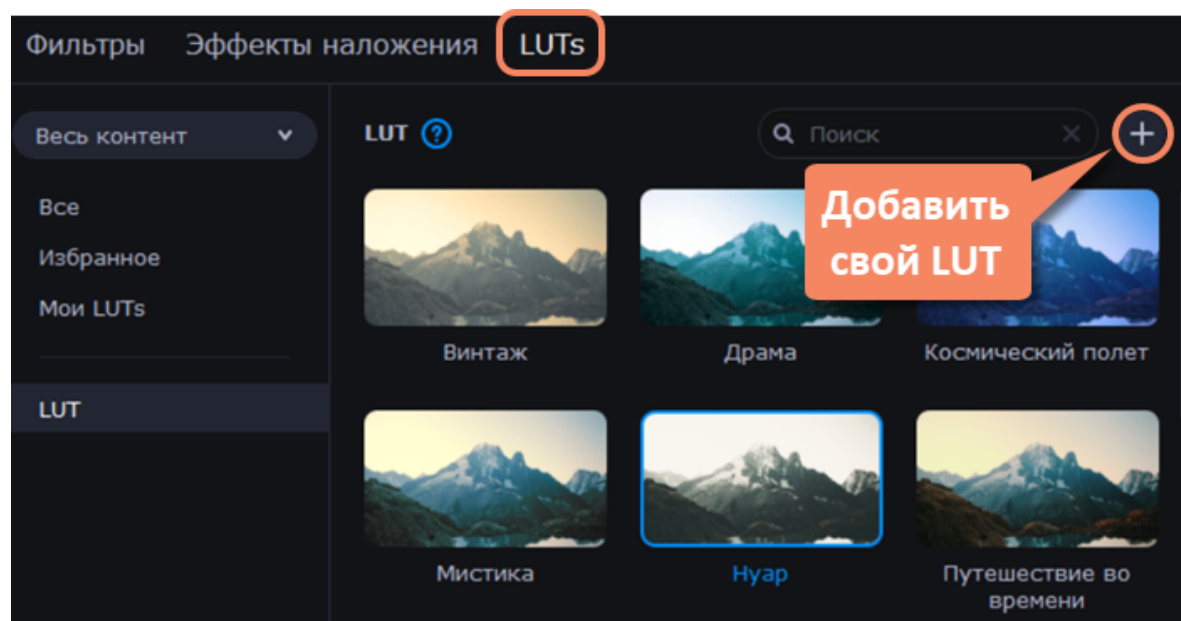 Фильтры Эффекты наложения LUTs
Весь контент
LUT ?
Поиск
Добавить
свой LUT
Все
Избранное
Мои LUTs
LUT
Винтаж
Драма
Космический полет
Мистика
Нуар
Путешествие во
времени